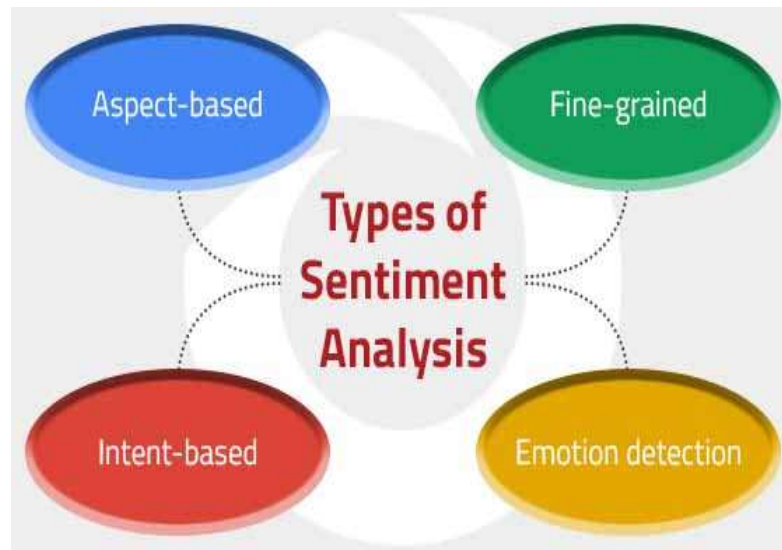 Aspect-based
Fine-grained
Types of
Sentiment
Analysis
Intent-based
Emotion detection